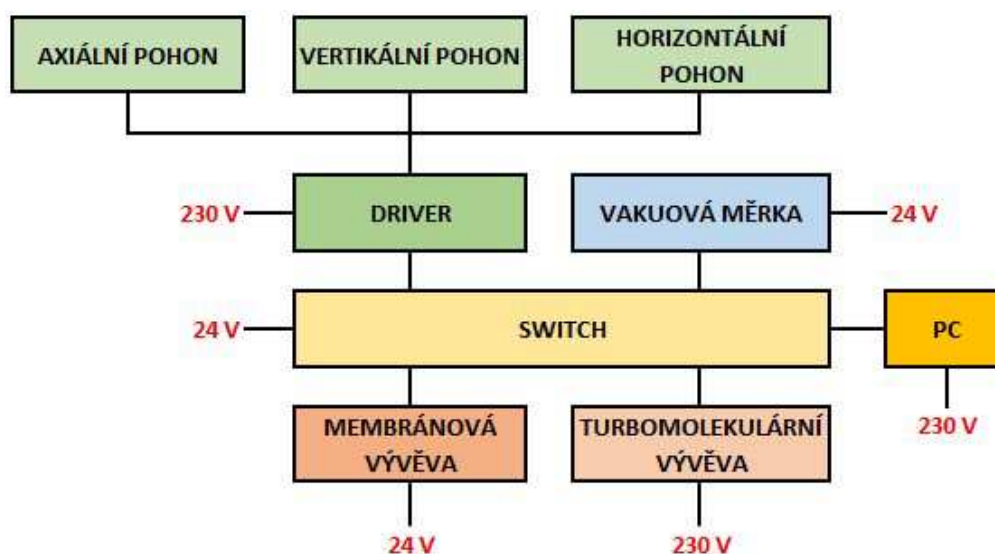 AXIÁLNÍ POHON
VERTIKÁLNÍ POHON
HORIZONTÁLNÍ
POHON
230 V
DRIVER
VAKUOVÁ MĚRKA
24 V
24 V
SWITCH
PC
MEMBRÁNOVÁ
VÝVĚVA
TURBOMOLEKULÁRNÍ
VÝVĚVA
230 V
24 V
230 V